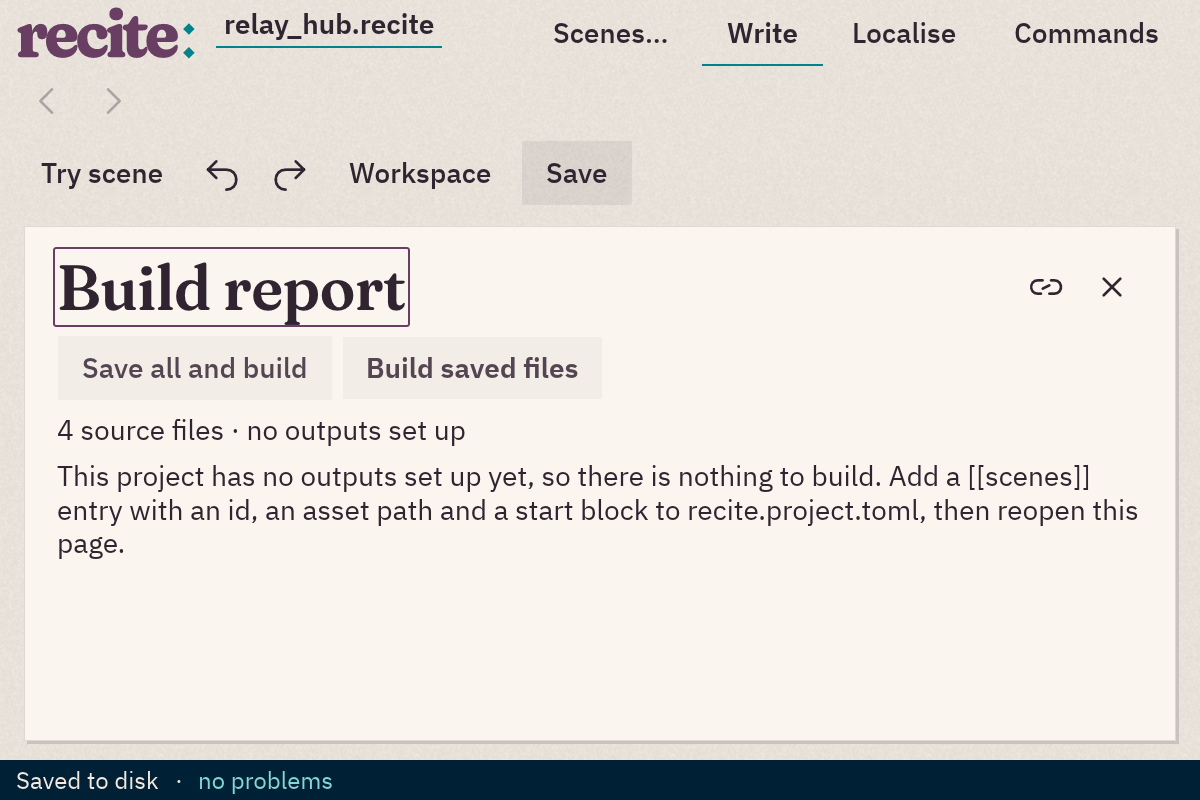 recite:
relay_hub.recite
Scenes...
Write
Localise
Commands
Try scene
Workspace
Save
Build report
Save all and build
Build saved files
4 source files · no outputs set up
This project has no outputs set up yet, so there is nothing to build. Add a [[scenes]]
entry with an id, an asset path and a start block to recite.project.toml, then reopen this
page.
Saved to disk · no problems